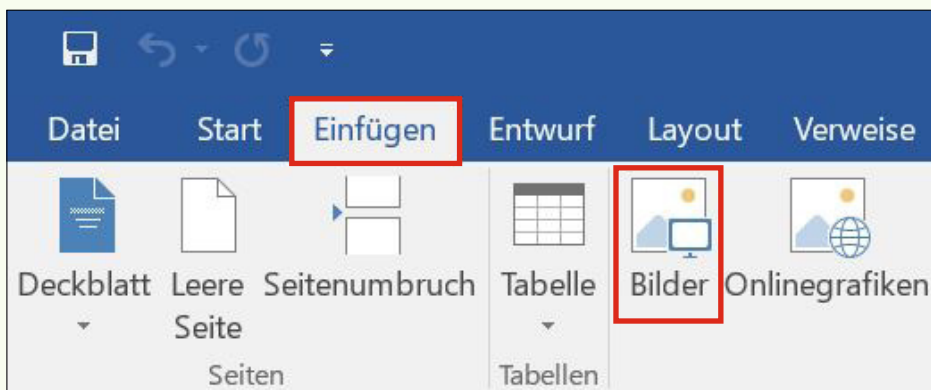 Datei Start Einfügen Entwurf Layout Verweise
Deckblatt Leere Seite Seitenumbruch Tabelle Bilder Onlinegrafiken
Seiten Tabellen